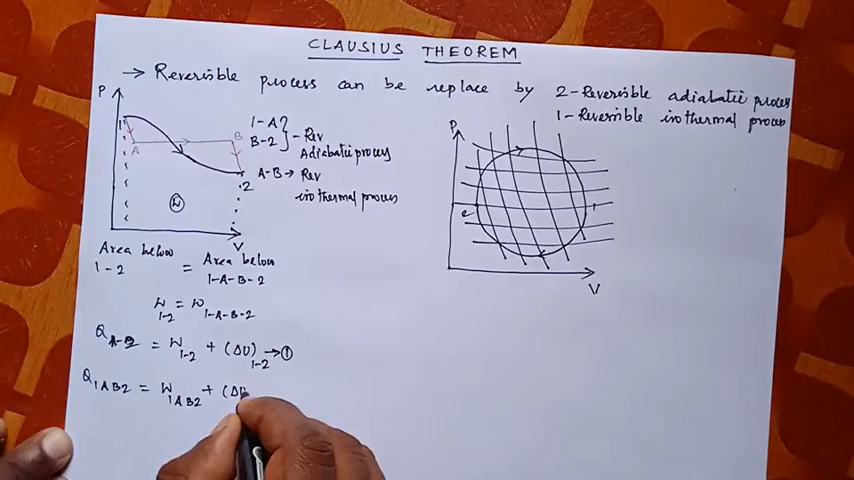 CLAUSIUS THEOREM
→ Reversible process can be replace by 2-Reversible adiabatic process
1-Reversible isothermal process
P
1
A
B
2
W
V
1-A
B-2 } - Rev
Adiabatic process
A-B → Rev
isothermal process
P
V
Area below
1-2 = Area below
1-A-B-2
W1-2 = W1-A-B-2
= W1-2 + (ΔU)1-2 → ①
Q1AB2 = W1AB2 + (ΔU